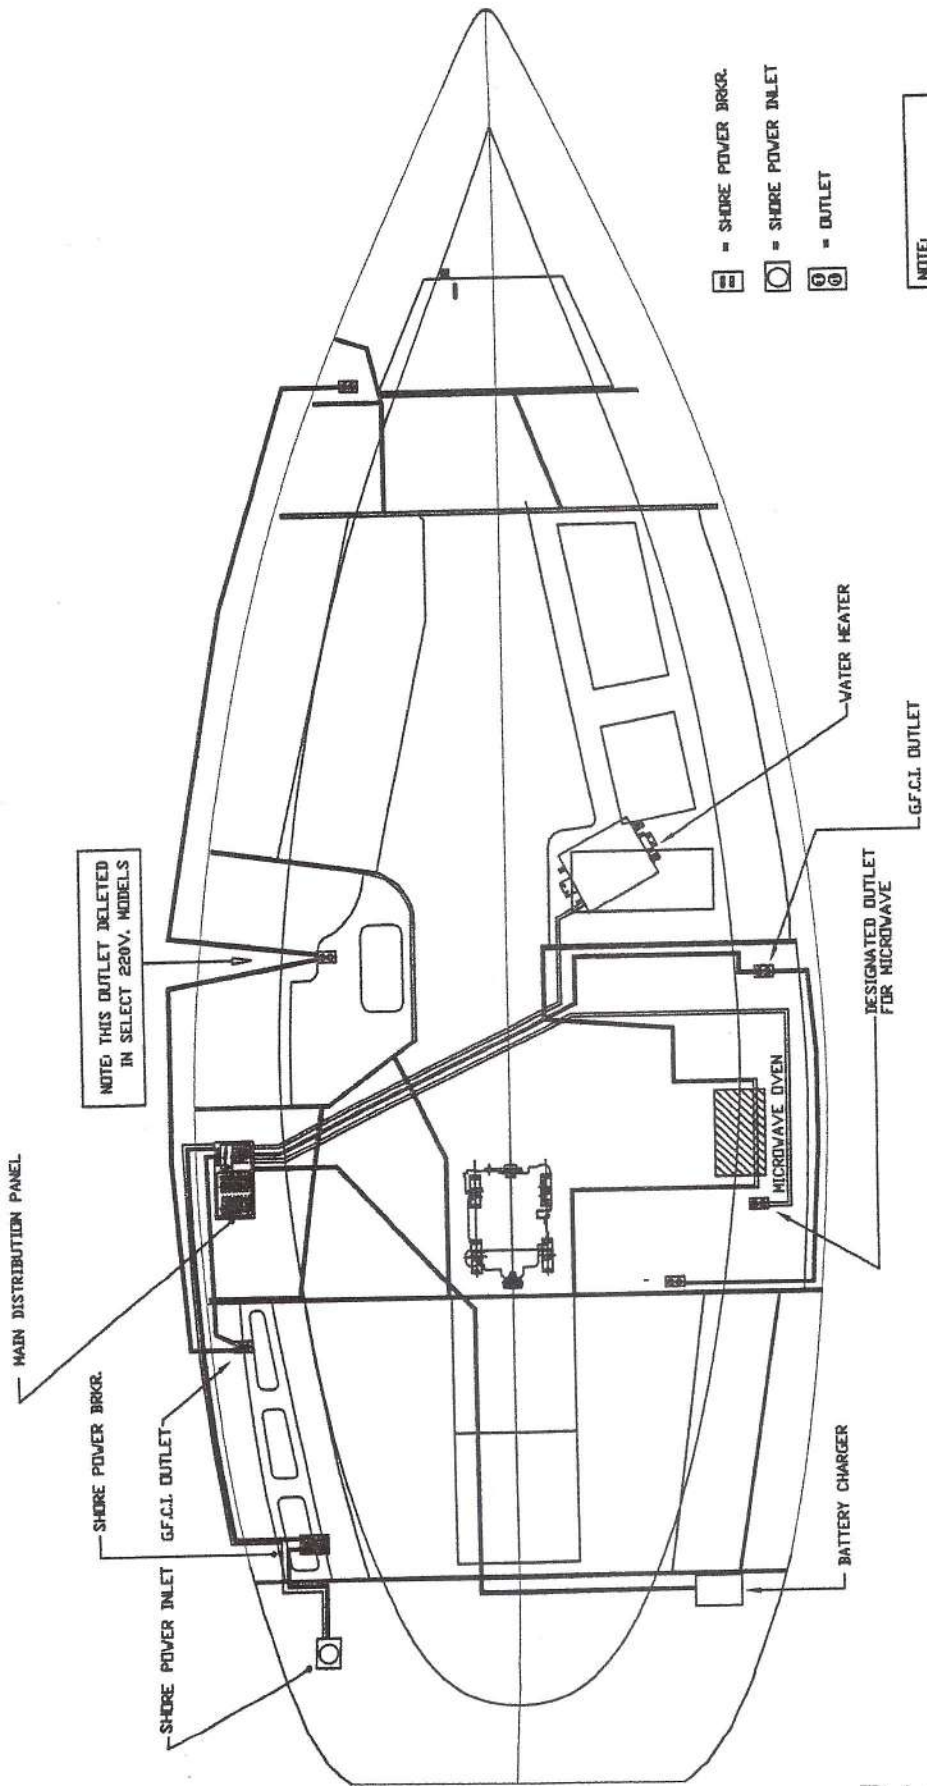 MAIN DISTRIBUTION PANEL
SHORE POWER BRKR.
SHORE POWER INLET
G.F.C.I. OUTLET
NOTE: THIS OUTLET DELETED
IN SELECT 220V. MODELS
= SHORE POWER BRKR.
= SHORE POWER INLET
= OUTLET
NOTE:
WATER HEATER
G.F.C.I. OUTLET
DESIGNATED OUTLET
FOR MICROWAVE
MICROWAVE OVEN
BATTERY CHARGER